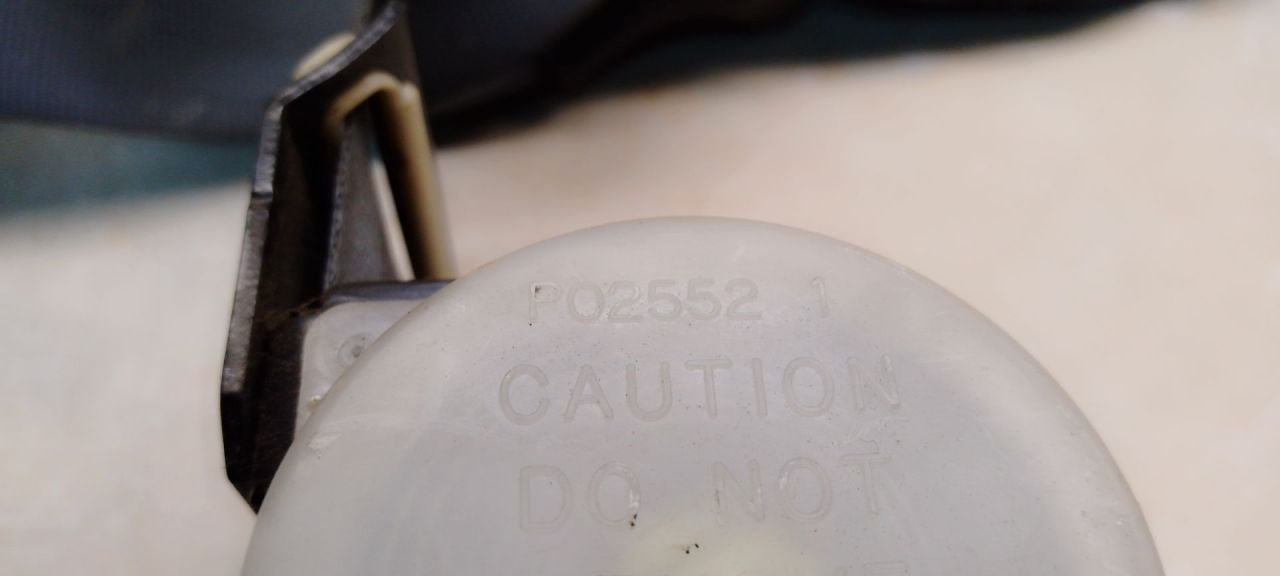 P02552 1
CAUTION
DO NOT